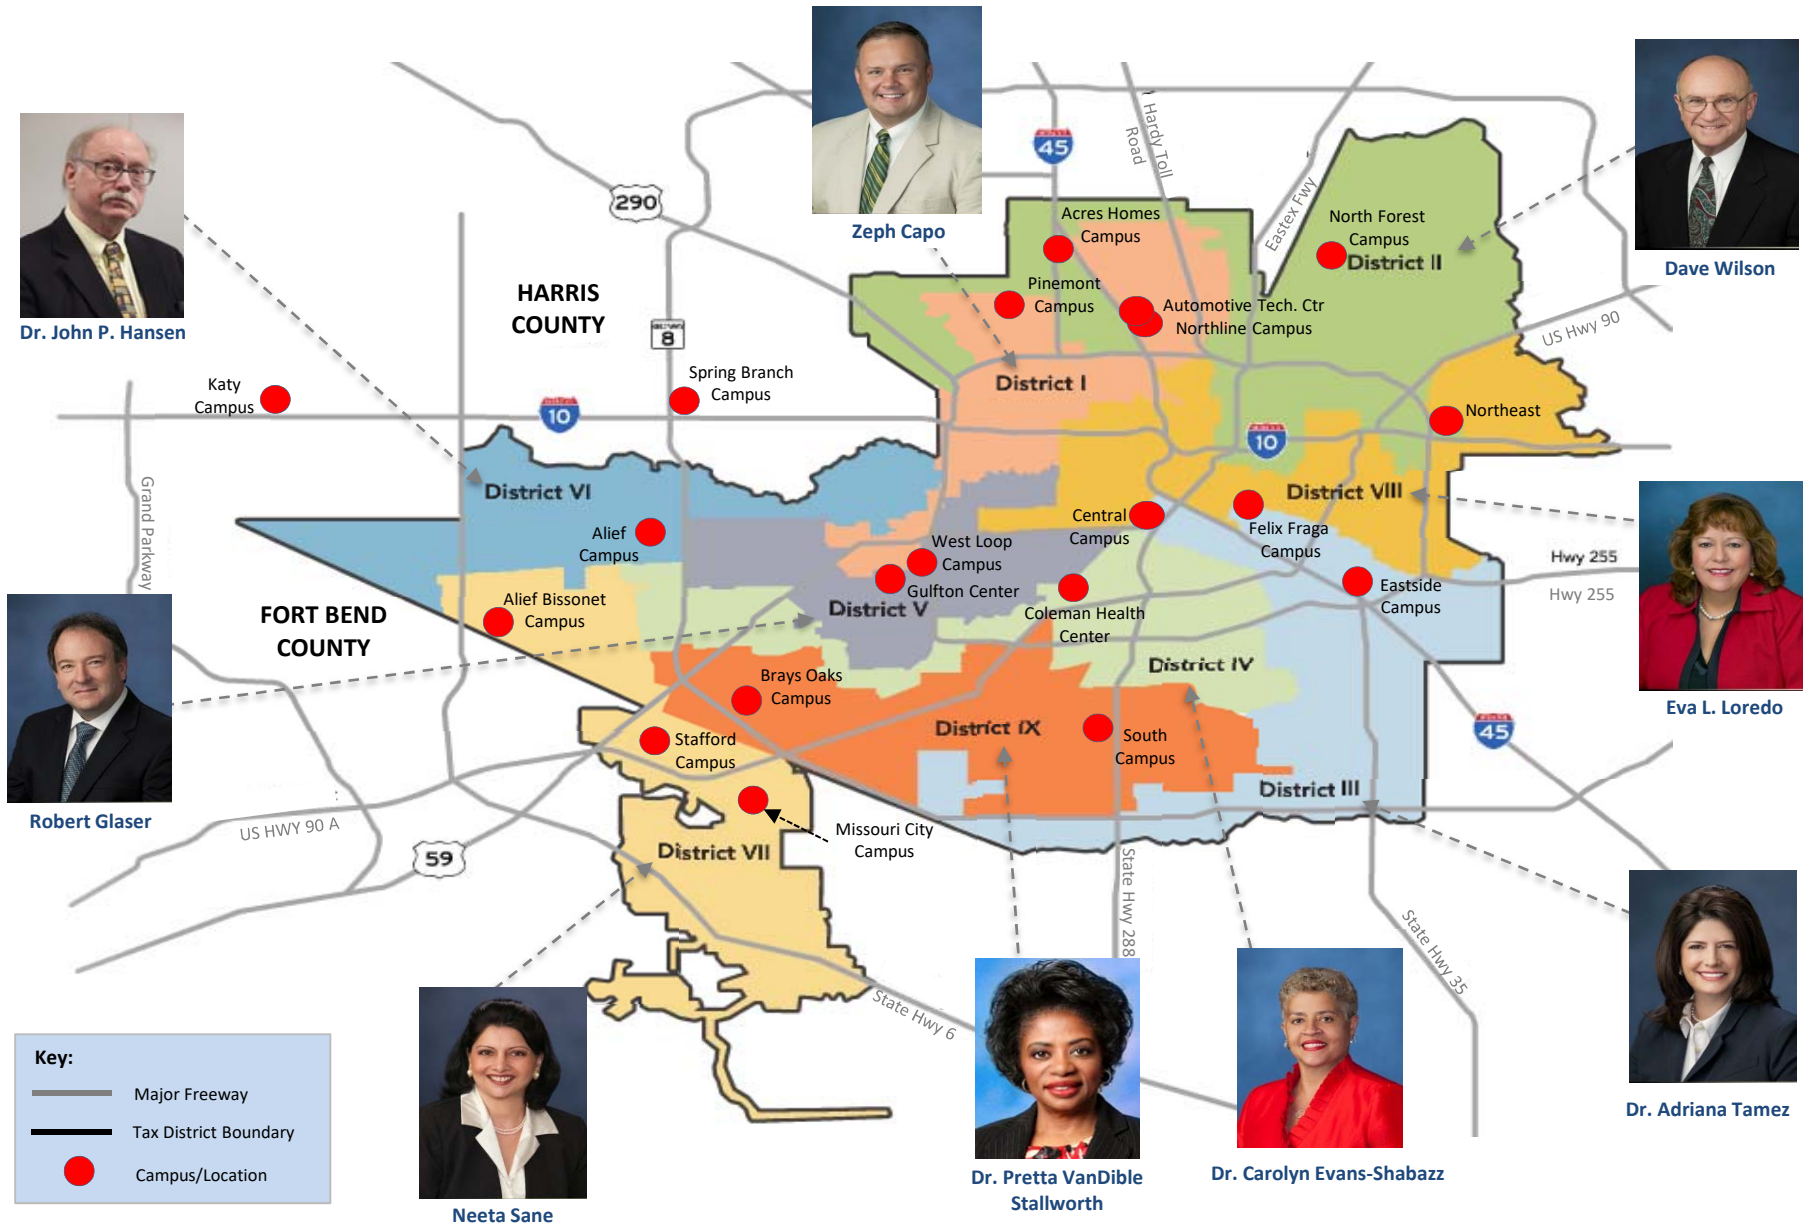 Zeph Capo
Dave Wilson
Dr. John P. Hansen
HARRIS
COUNTY
FORT BEND
COUNTY
290
8
45
Hardy Toll
Road
Eastex Fwy
Acres Homes
Campus
North Forest
Campus
District II
Pinemont
Campus
Automotive Tech. Ctr
Northline Campus
US Hwy 90
District I
Katy
Campus
Spring Branch
Campus
10
10
Northeast
Grand Parkway
District VI
District VIII
Alief
Campus
Central
Campus
Felix Fraga
Campus
West Loop
Campus
Gulfton Center
Hwy 255
Hwy 255
Eastside
Campus
Alief Bissonet
Campus
District V
Coleman Health
Center
District IV
Brays Oaks
Campus
Eva L. Loredo
Stafford
Campus
District IX
South
Campus
45
District III
Robert Glaser
US HWY 90 A
59
Missouri City
Campus
District VII
State Hwy 288
State Hwy 35
State Hwy 6
Key:
Major Freeway
Tax District Boundary
Campus/Location
Neeta Sane
Dr. Pretta VanDible
Stallworth
Dr. Carolyn Evans-Shabazz
Dr. Adriana Tamez